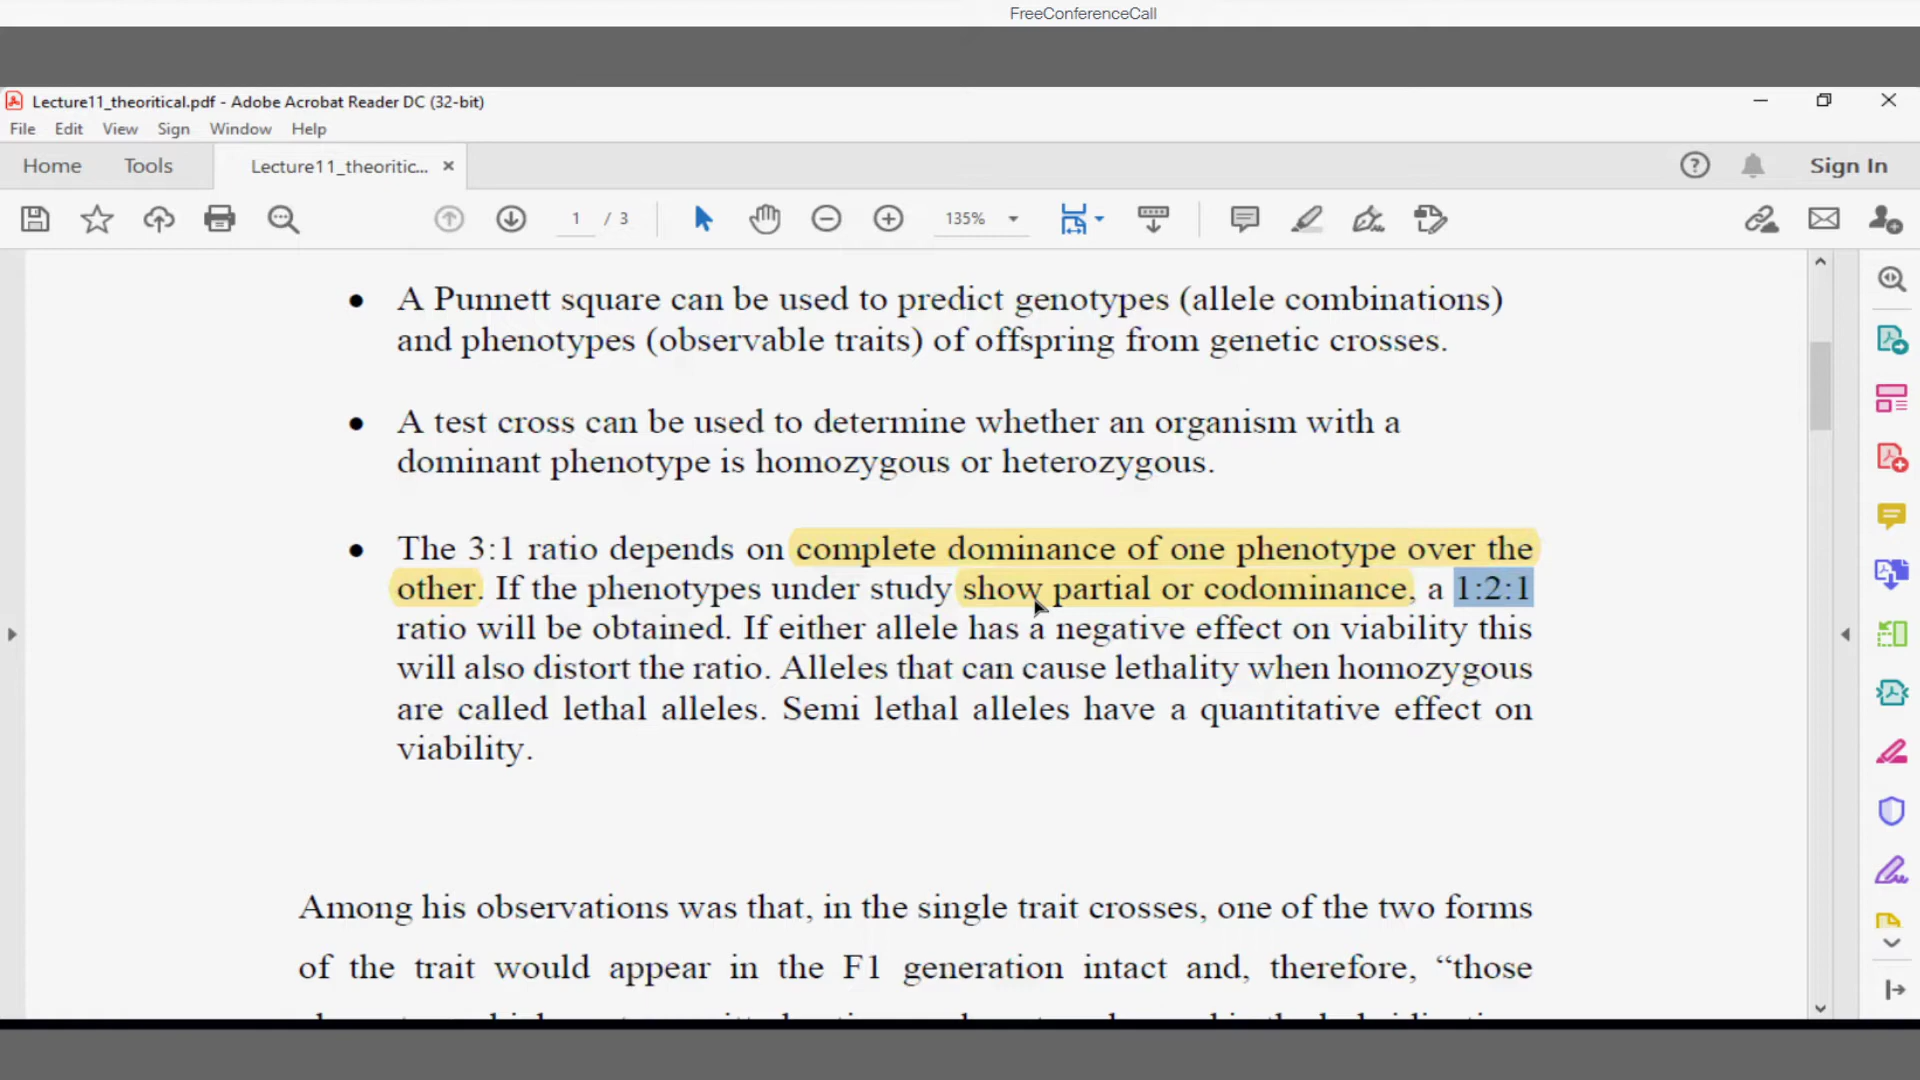 FreeConferenceCall
Lecture11_theoritical.pdf - Adobe Acrobat Reader DC (32-bit)
File Edit View Sign Window Help
Home Tools Lecture11_theoritic... Sign In
1 / 3 135%
• A Punnett square can be used to predict genotypes (allele combinations)
and phenotypes (observable traits) of offspring from genetic crosses.
• A test cross can be used to determine whether an organism with a
dominant phenotype is homozygous or heterozygous.
• The 3:1 ratio depends on complete dominance of one phenotype over the
other. If the phenotypes under study show partial or codominance, a 1:2:1
ratio will be obtained. If either allele has a negative effect on viability this
will also distort the ratio. Alleles that can cause lethality when homozygous
are called lethal alleles. Semi lethal alleles have a quantitative effect on
viability.
Among his observations was that, in the single trait crosses, one of the two forms
of the trait would appear in the F1 generation intact and, therefore, “those